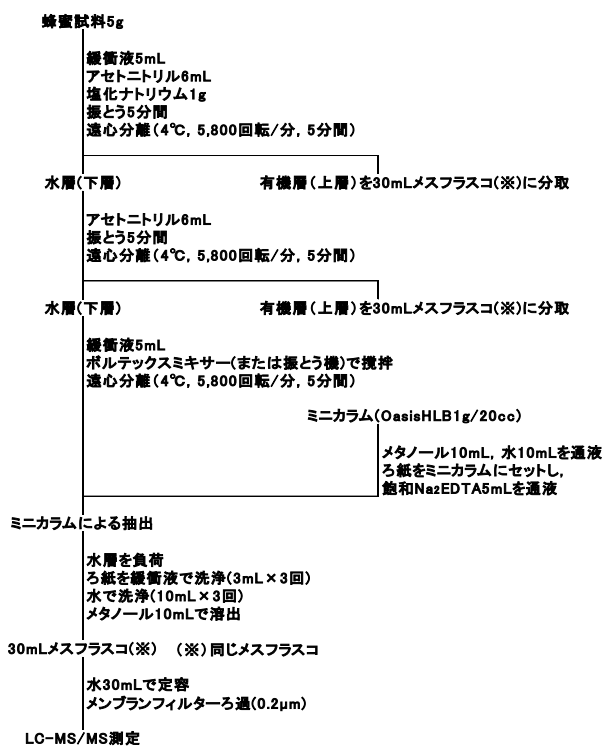 蜂蜜試料5g
緩衝液5mL
アセトニトリル6mL
塩化ナトリウム1g
振とう5分間
遠心分離(4℃, 5,800回転/分, 5分間)
水層(下層)
有機層(上層)を30mLメスフラスコ(※)に分取
アセトニトリル6mL
振とう5分間
遠心分離(4℃, 5,800回転/分, 5分間)
水層(下層)
有機層(上層)を30mLメスフラスコ(※)に分取
緩衝液5mL
ボルテックスミキサー(または振とう機)で攪拌
遠心分離(4℃, 5,800回転/分, 5分間)
ミニカラム(OasisHLB1g/20cc)
メタノール10mL, 水10mLを通液
ろ紙をミニカラムにセットし,
飽和Na₂EDTA5mLを通液
ミニカラムによる抽出
水層を負荷
ろ紙を緩衝液で洗浄(3mL×3回)
水で洗浄(10mL×3回)
メタノール10mLで溶出
30mLメスフラスコ(※) (※)同じメスフラスコ
水30mLで定容
メンブランフィルターろ過(0.2μm)
LC-MS/MS測定